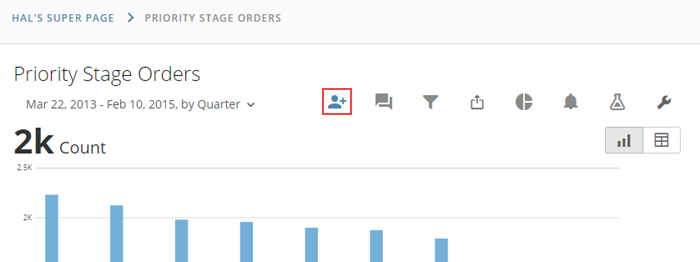 HAL'S SUPER PAGE > PRIORITY STAGE ORDERS
Priority Stage Orders
Mar 22, 2013 - Feb 10, 2015, by Quarter
2k Count
2.5K
2K